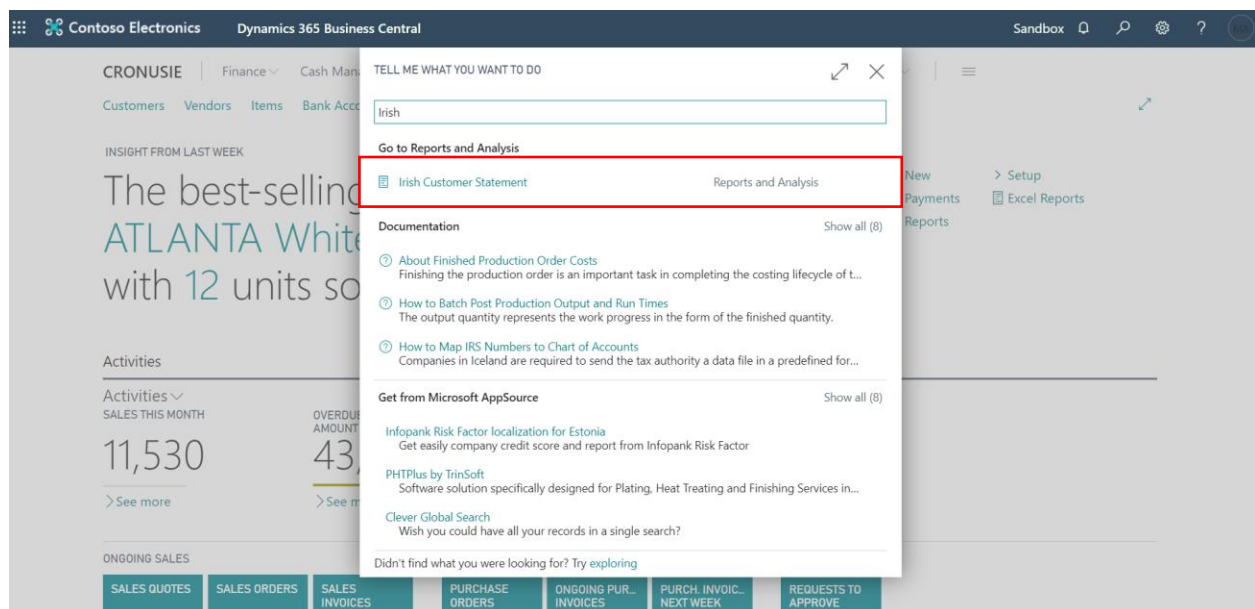 Contoso Electronics Dynamics 365 Business Central Sandbox ?
CRONUSIE Finance Cash Man
Customers Vendors Items Bank Acc
TELL ME WHAT YOU WANT TO DO
Irish
Go to Reports and Analysis
Irish Customer Statement Reports and Analysis
Documentation Show all (8)
About Finished Production Order Costs
Finishing the production order is an important task in completing the costing lifecycle of t...
How to Batch Post Production Output and Run Times
The output quantity represents the work progress in the form of the finished quantity.
How to Map IRS Numbers to Chart of Accounts
Companies in Iceland are required to send the tax authority a data file in a predefined for...
Get from Microsoft AppSource Show all (8)
Infopank Risk Factor localization for Estonia
Get easily company credit score and report from Infopank Risk Factor
PHTPlus by TrinSoft
Software solution specifically designed for Plating, Heat Treating and Finishing Services in...
Clever Global Search
Wish you could have all your records in a single search?
Didn't find what you were looking for? Try exploring
INSIGHT FROM LAST WEEK
The best-selling
ATLANTA White
with 12 units so
New
Payments
Reports
> Setup
Excel Reports
Activities
Activities
SALES THIS MONTH
11,530
> See more
OVERDUE
AMOUNT
43,
> See m
ONGOING SALES
SALES QUOTES
SALES ORDERS
SALES
INVOICES
PURCHASE
ORDERS
ONGOING PUR...
INVOICES
PURCH. INVOIC...
NEXT WEEK
REQUESTS TO
APPROVE